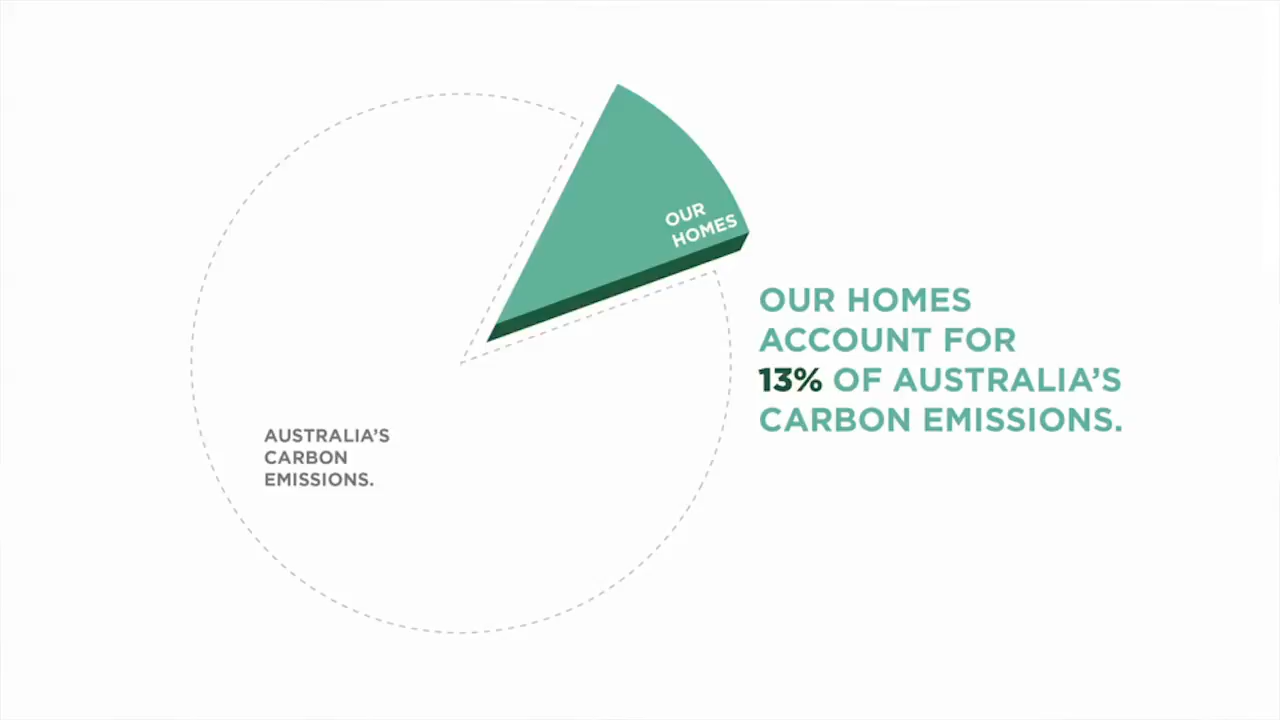 OUR
HOMES
OUR HOMES
ACCOUNT FOR
13% OF AUSTRALIA'S
CARBON EMISSIONS.
AUSTRALIA'S
CARBON
EMISSIONS.